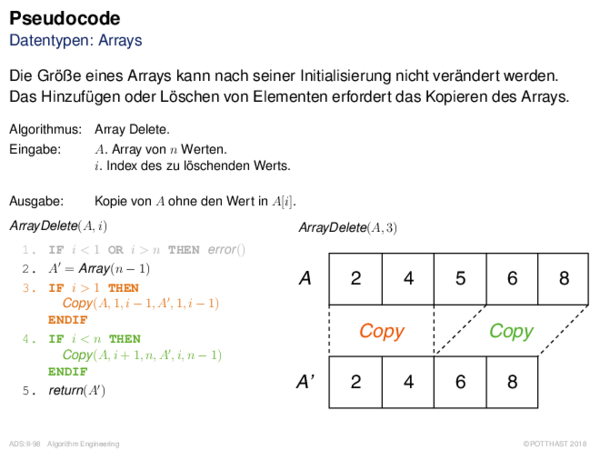 Pseudocode
Datentypen: Arrays
Die Größe eines Arrays kann nach seiner Initialisierung nicht verändert werden.
Das Hinzufügen oder Löschen von Elementen erfordert das Kopieren des Arrays.
Algorithmus: Array Delete.
Eingabe: A. Array von n Werten.
i. Index des zu löschenden Werts.
Ausgabe: Kopie von A ohne den Wert in A[i].
ArrayDelete(A, i)
1. IF i < 1 OR i > n THEN error()
2. A′ = Array(n − 1)
3. IF i > 1 THEN
Copy(A, 1, i − 1, A′, 1, i − 1)
ENDIF
4. IF i < n THEN
Copy(A, i + 1, n, A′, i, n − 1)
ENDIF
5. return(A′)
ArrayDelete(A, 3)
A 2 4 5 6 8
Copy Copy
A’ 2 4 6 8
ADS:II-98 Algorithm Engineering ©POTTHAST 2018